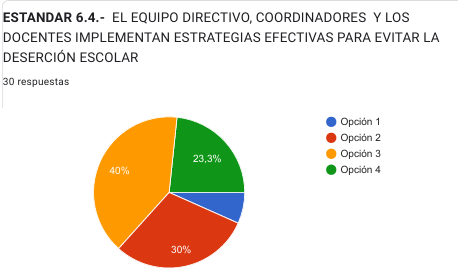 ESTANDAR 6.4.- EL EQUIPO DIRECTIVO, COORDINADORES Y LOS
DOCENTES IMPLEMENTAN ESTRATEGIAS EFECTIVAS PARA EVITAR LA
DESERCIÓN ESCOLAR
30 respuestas
Opción 1
Opción 2
Opción 3
Opción 4
23,3%
40%
30%